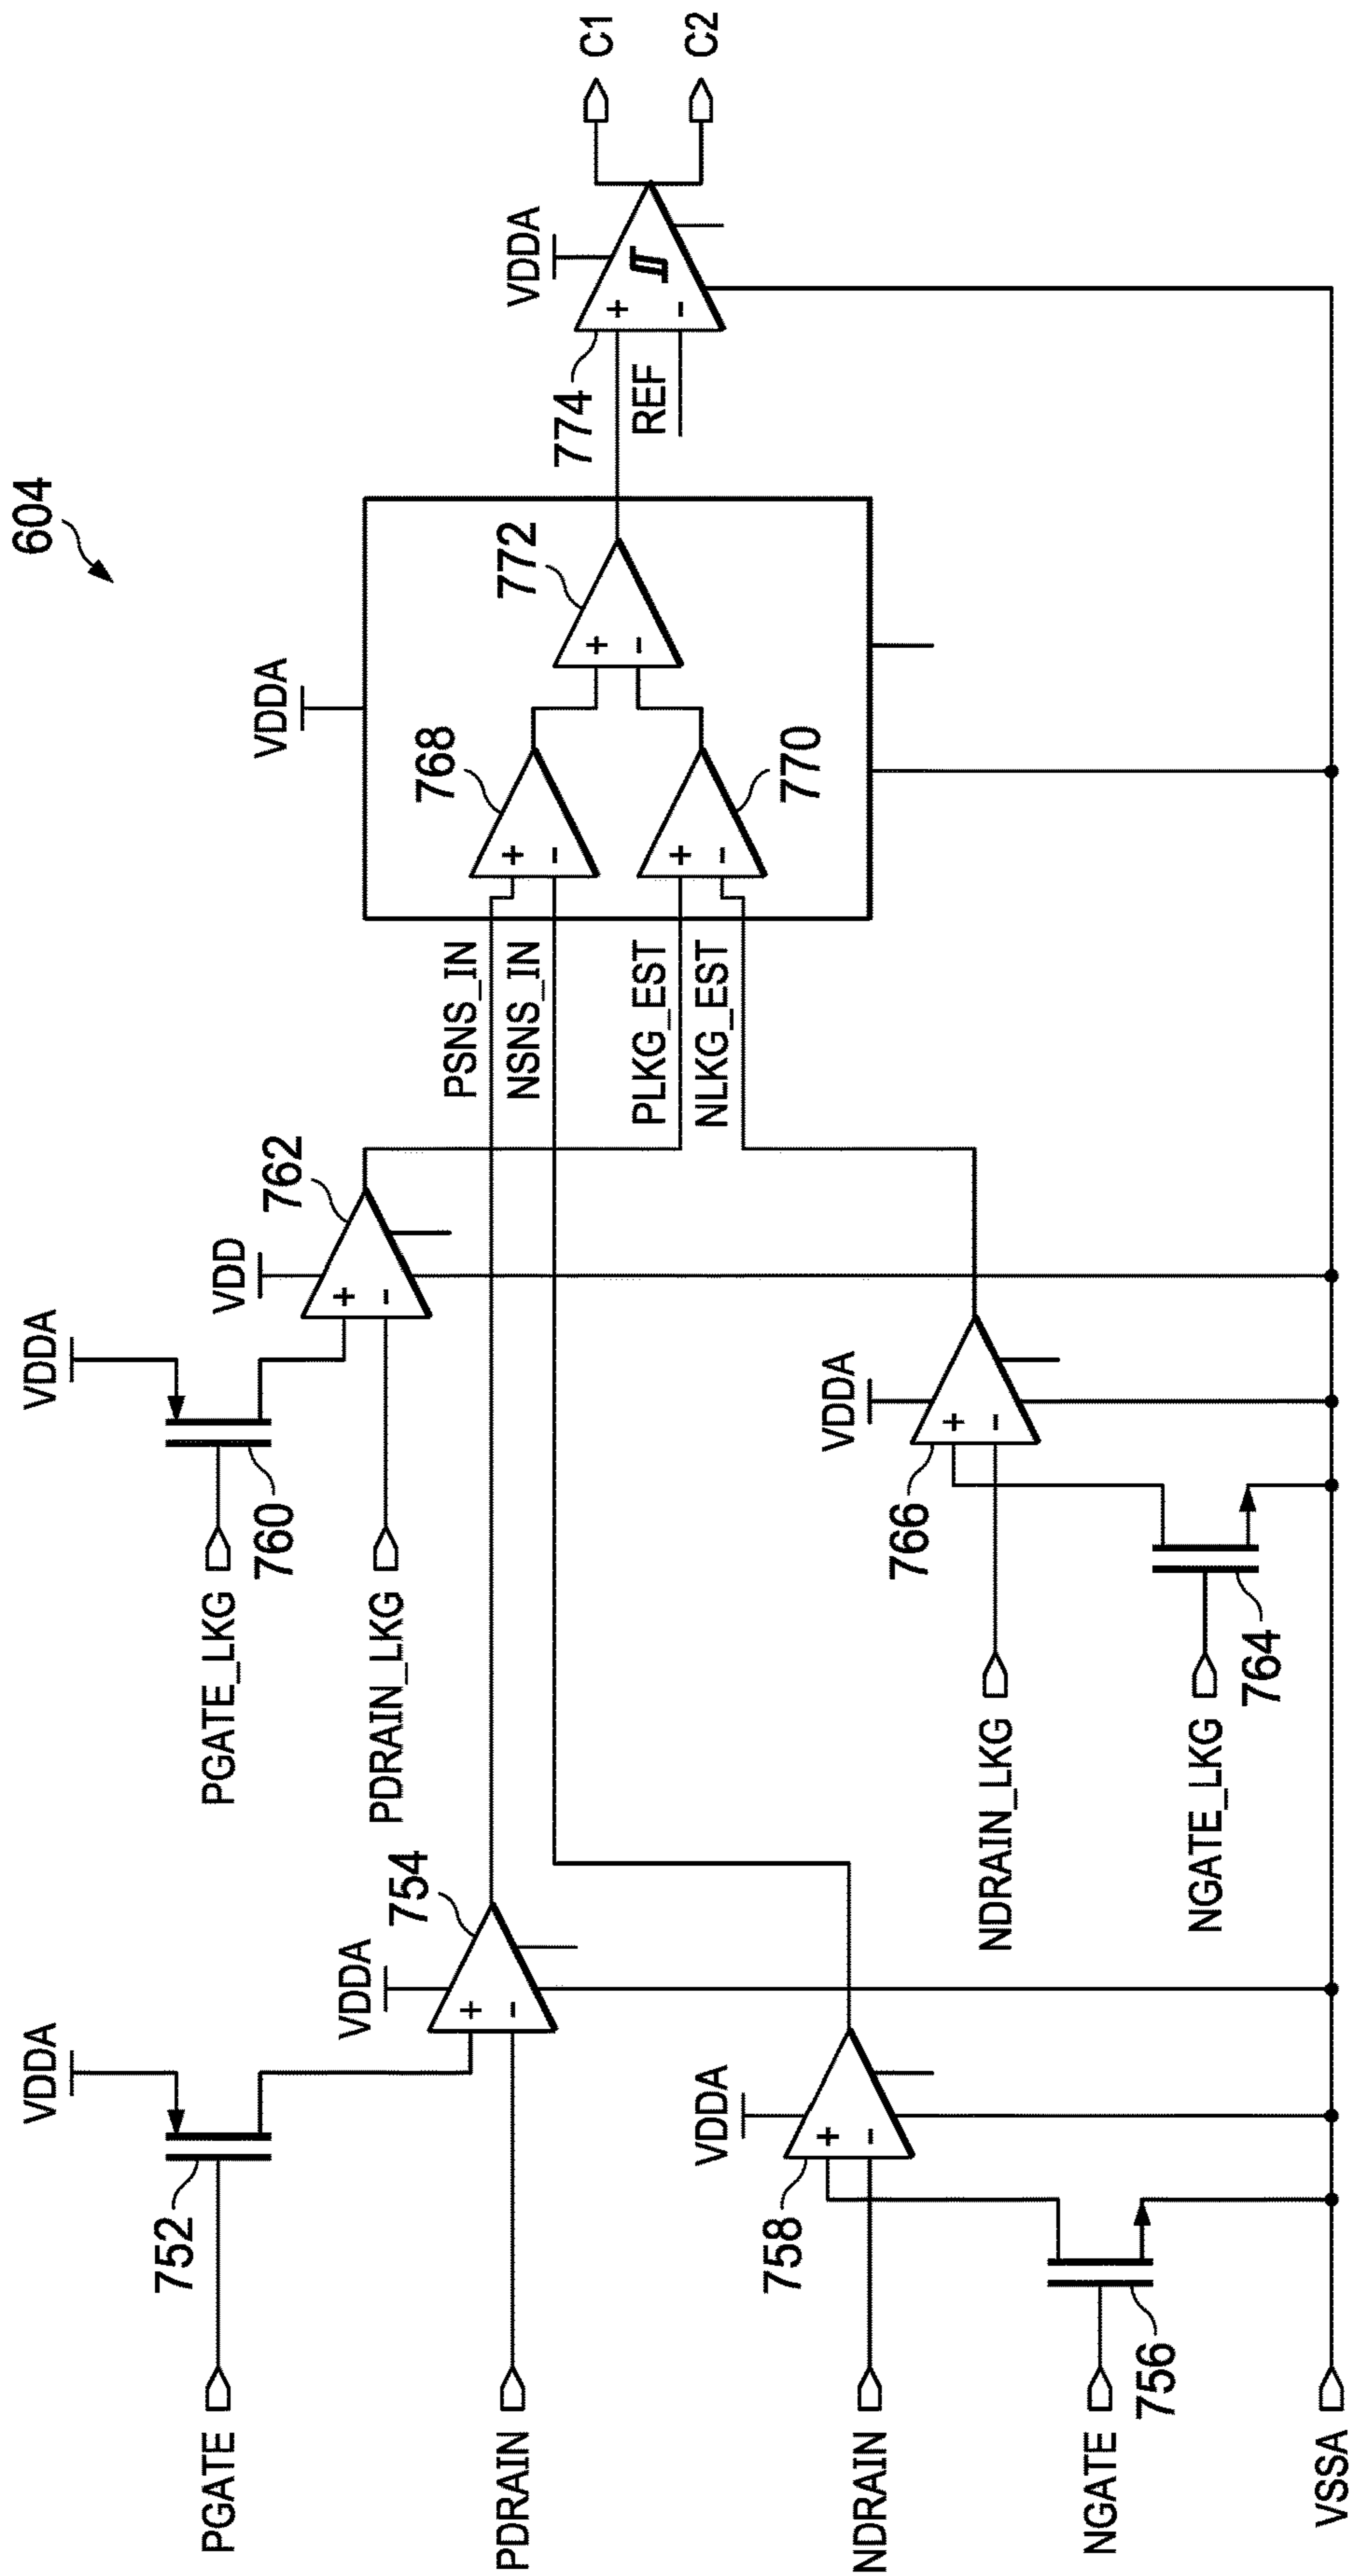 604
VDDA
VDDA
PGATE
752
PDRAIN
754
VDDA
PGATE_LKG
760
PDRAIN_LKG
VDD
762
PSNS_IN
NSNS_IN
PLKG_EST
NLKG_EST
VDDA
768
+
-
770
+
-
772
+
-
774
REF
VDDA
+
-
C1
C2
+
-
+
-
NDRAIN
758
VDDA
+
-
NGATE
756
NDRAIN_LKG
766
VDDA
+
-
NGATE_LKG
764
VSSA